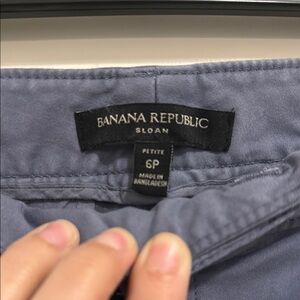 BANANA REPUBLIC
SLOAN
PETITE
6P
MADE IN
BANGLADESH